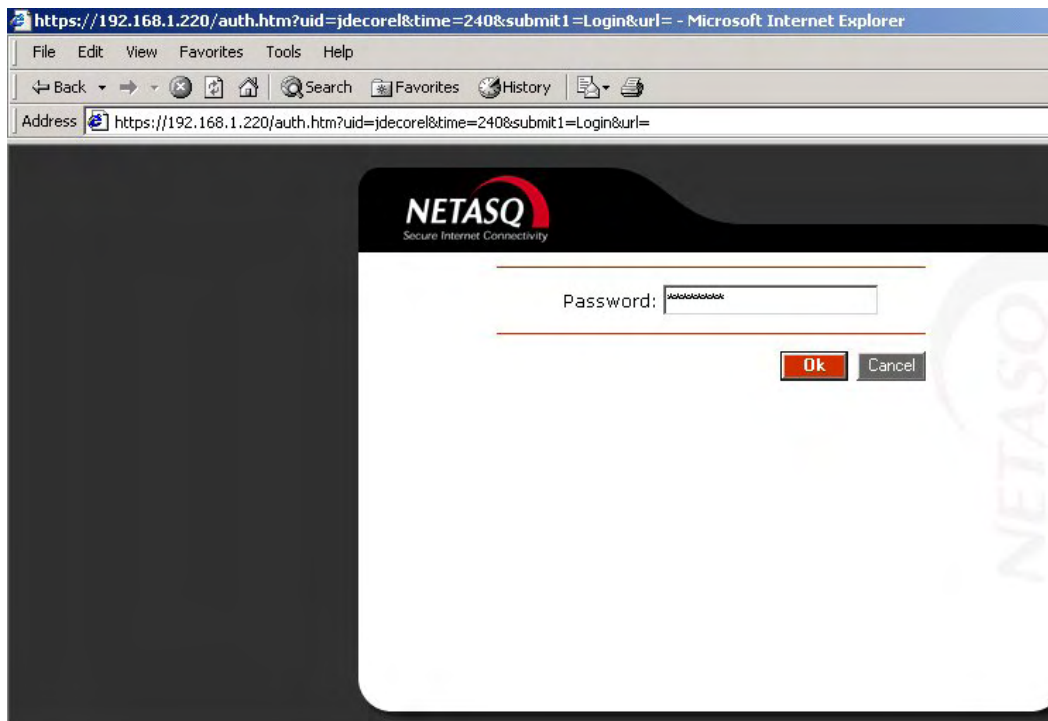 https://192.168.1.220/auth.htm?uid=jdecorel&time=240&submit1=Login&url= - Microsoft Internet Explorer
File Edit View Favorites Tools Help
Back Search Favorites History
Address https://192.168.1.220/auth.htm?uid=jdecorel&time=240&submit1=Login&url=
NETASQ
Secure Internet Connectivity
Password: **********
Ok Cancel
NETASQ